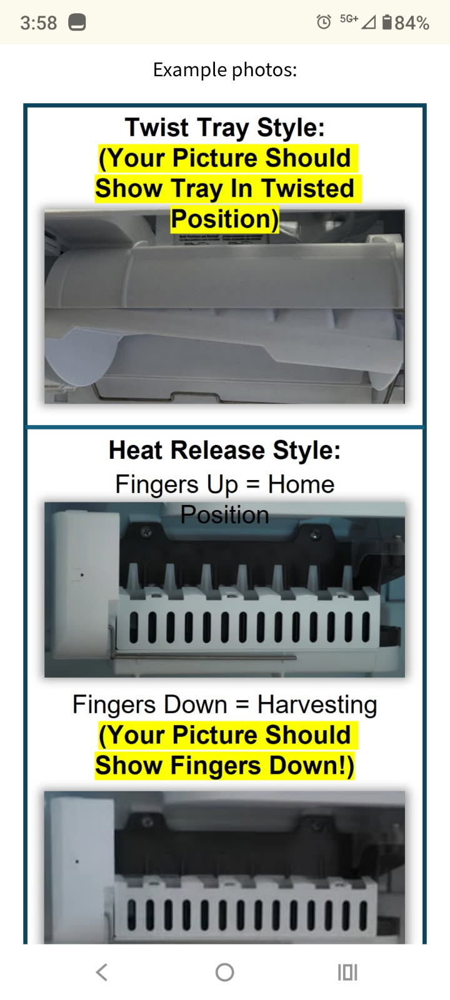 3:58
5G+
84%
Example photos:
Twist Tray Style:
(Your Picture Should
Show Tray In Twisted
Position)
Heat Release Style:
Fingers Up = Home
Position
Fingers Down = Harvesting
(Your Picture Should
Show Fingers Down!)